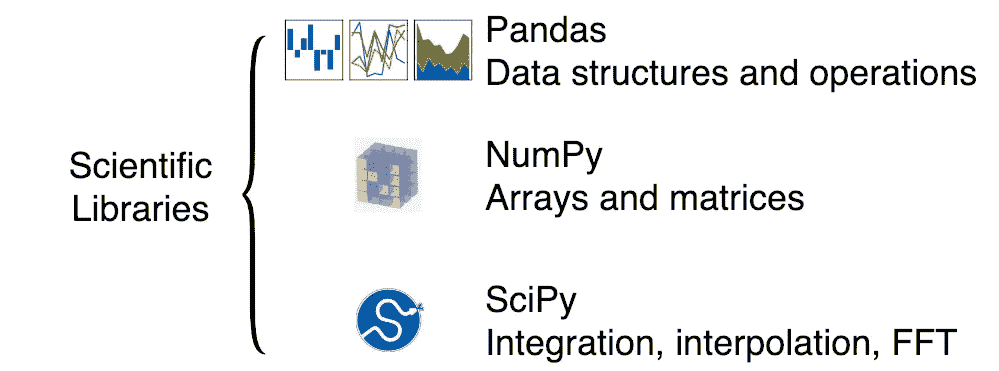 Scientific
Libraries
Pandas
Data structures and operations
NumPy
Arrays and matrices
SciPy
Integration, interpolation, FFT